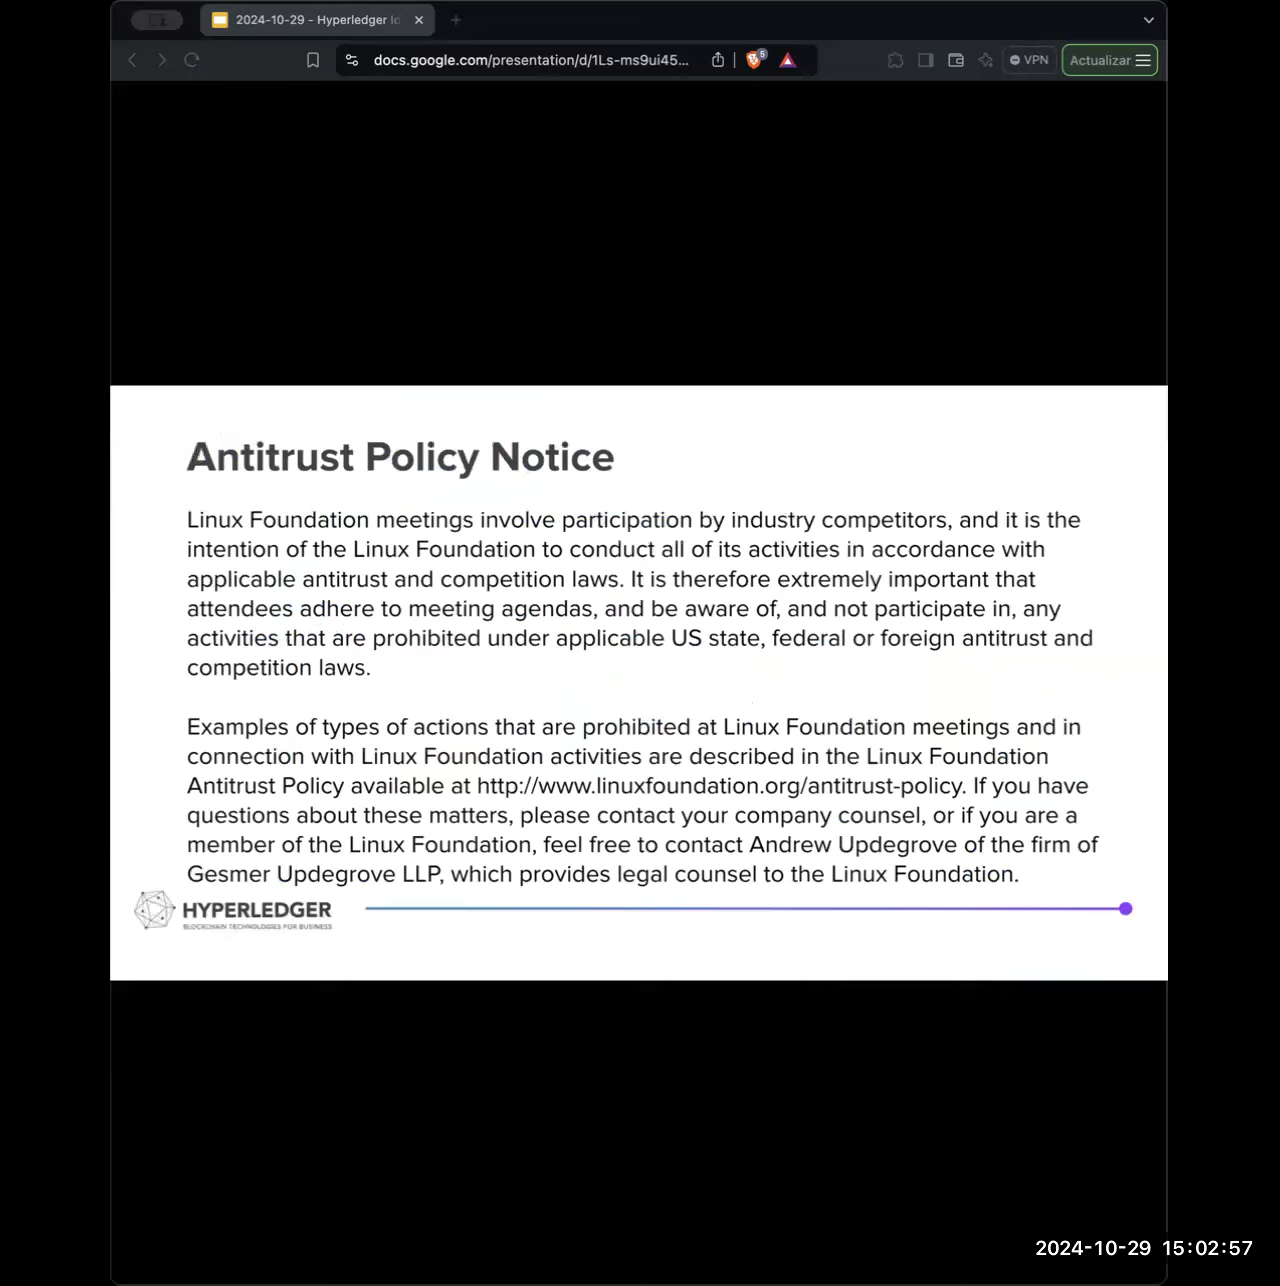 2024-10-29 - Hyperledger Id
docs.google.com/presentation/d/1Ls-ms9ui45...
5
VPN
Actualizar
Antitrust Policy Notice
Linux Foundation meetings involve participation by industry competitors, and it is the
intention of the Linux Foundation to conduct all of its activities in accordance with
applicable antitrust and competition laws. It is therefore extremely important that
attendees adhere to meeting agendas, and be aware of, and not participate in, any
activities that are prohibited under applicable US state, federal or foreign antitrust and
competition laws.
Examples of types of actions that are prohibited at Linux Foundation meetings and in
connection with Linux Foundation activities are described in the Linux Foundation
Antitrust Policy available at http://www.linuxfoundation.org/antitrust-policy. If you have
questions about these matters, please contact your company counsel, or if you are a
member of the Linux Foundation, feel free to contact Andrew Updegrove of the firm of
Gesmer Updegrove LLP, which provides legal counsel to the Linux Foundation.
HYPERLEDGER
BLOCKCHAIN TECHNOLOGIES FOR BUSINESS
2024-10-29 15:02:57